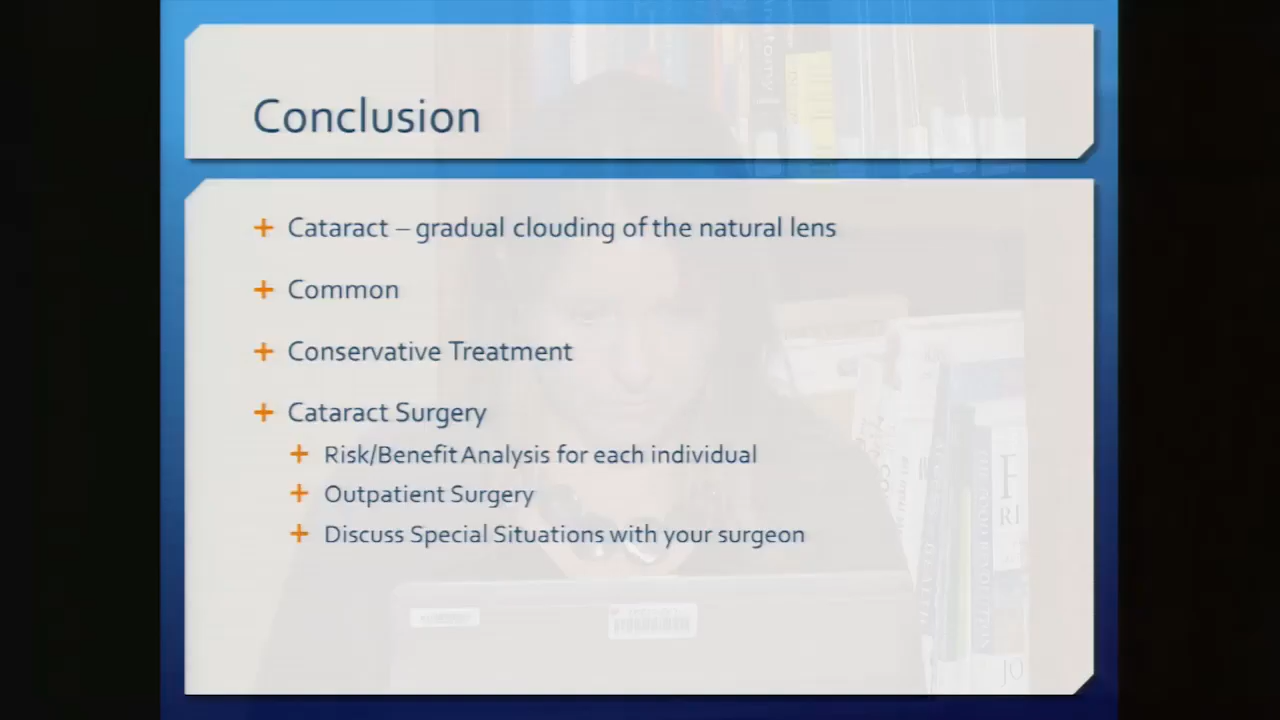 Conclusion
Cataract – gradual clouding of the natural lens
Common
Conservative Treatment
Cataract Surgery
Risk/Benefit Analysis for each individual
Outpatient Surgery
Discuss Special Situations with your surgeon
JO